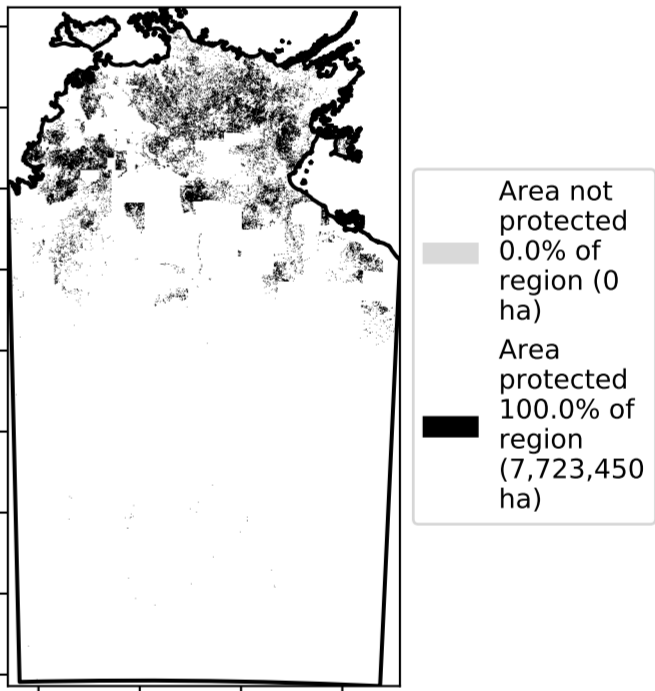 Area not
protected
0.0% of
region (0
ha)
Area
protected
100.0% of
region
(7,723,450
ha)